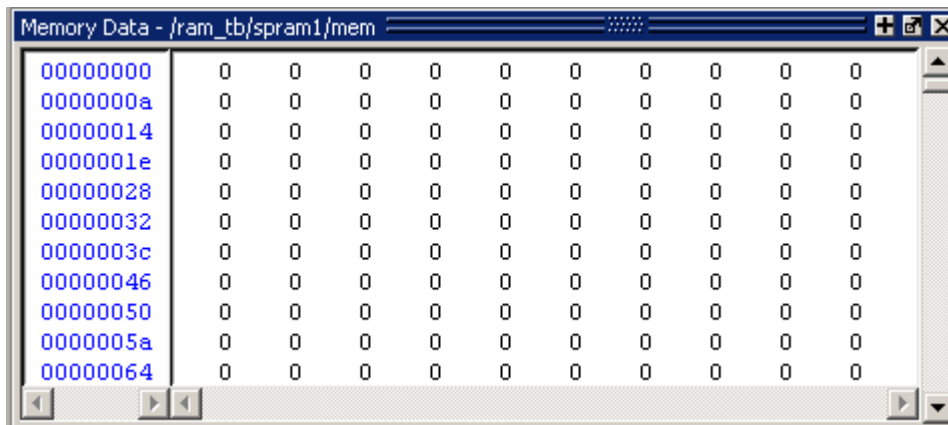 Memory Data - /ram_tb/spram1/mem
00000000 0 0 0 0 0 0 0 0 0 0
0000000a 0 0 0 0 0 0 0 0 0 0
00000014 0 0 0 0 0 0 0 0 0 0
0000001e 0 0 0 0 0 0 0 0 0 0
00000028 0 0 0 0 0 0 0 0 0 0
00000032 0 0 0 0 0 0 0 0 0 0
0000003c 0 0 0 0 0 0 0 0 0 0
00000046 0 0 0 0 0 0 0 0 0 0
00000050 0 0 0 0 0 0 0 0 0 0
0000005a 0 0 0 0 0 0 0 0 0 0
00000064 0 0 0 0 0 0 0 0 0 0